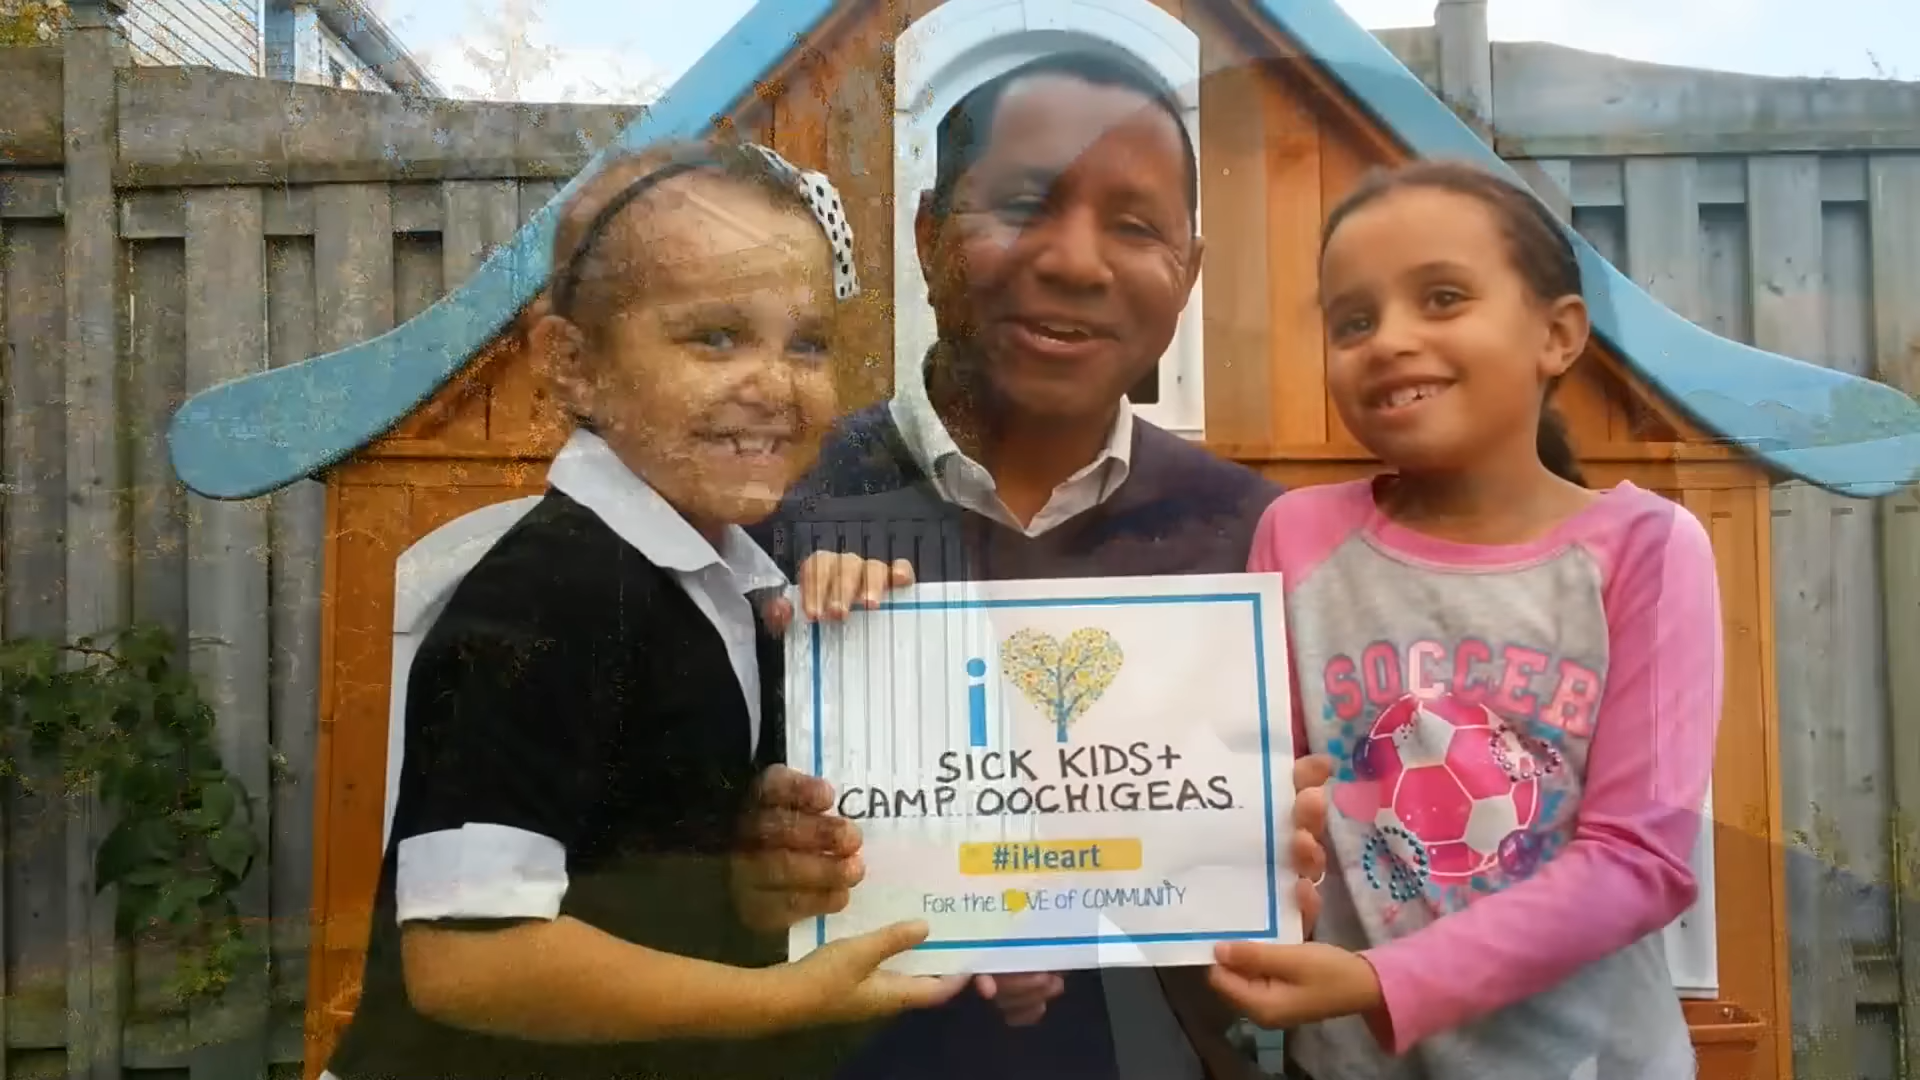 i
SICK KIDS+
CAMP OOCHIGEAS
#iHeart
FOR the LOVE of COMMUNITY
SOCCER